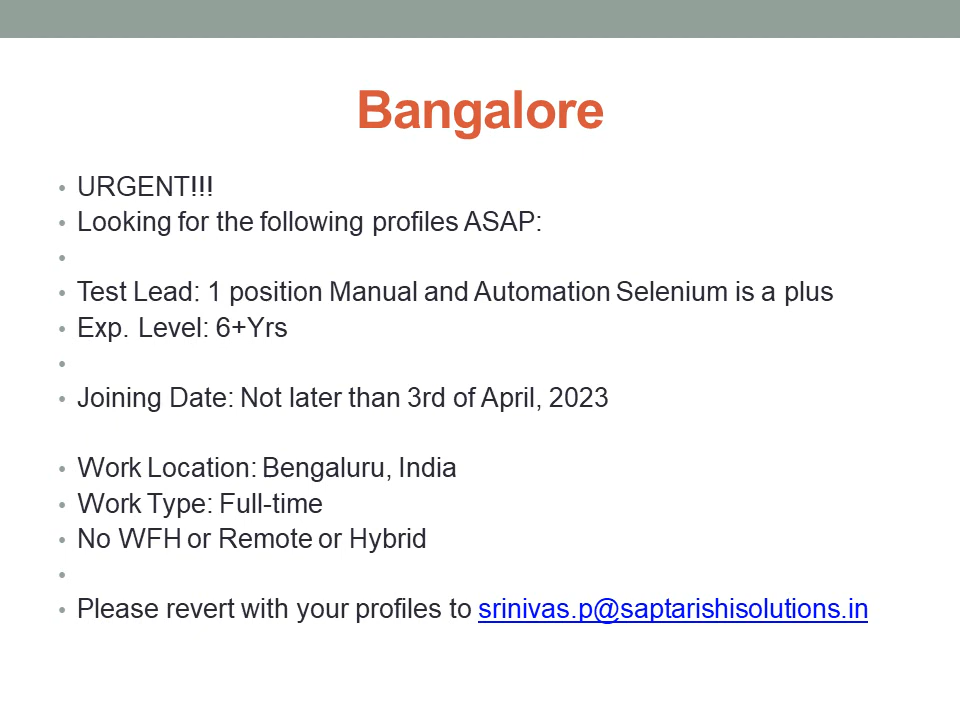 Bangalore
• URGENT!!!
• Looking for the following profiles ASAP:
•
• Test Lead: 1 position Manual and Automation Selenium is a plus
• Exp. Level: 6+Yrs
•
• Joining Date: Not later than 3rd of April, 2023
• Work Location: Bengaluru, India
• Work Type: Full-time
• No WFH or Remote or Hybrid
•
• Please revert with your profiles to srinivas.p@saptarishisolutions.in